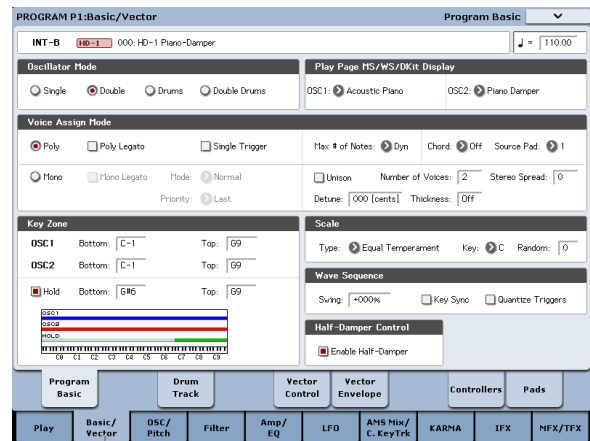 PROGRAM P1:Basic/Vector Program Basic
INT-B HD-1 000: HD-1 Piano-Damper ♩ = 110.00
Oscillator Mode
Single Double Drums Double Drums
Play Page MS/WS/DKit Display
OSC1: Acoustic Piano OSC2: Piano Damper
Voice Assign Mode
Poly Poly Legato Single Trigger Max # of Notes: Dyn Chord: Off Source Pad: 1
Mono Mono Legato Mode: Normal Unison Number of Voices: 2 Stereo Spread: 0
Priority: Last Detune: 000 [cents] Thickness: Off
Key Zone
OSC1 Bottom: C-1 Top: G9
OSC2 Bottom: C-1 Top: G9
Hold Bottom: G#6 Top: G9
OSC1
OSC2
HOLD
C0 C1 C2 C3 C4 C5 C6 C7 C8 C9
Scale
Type: Equal Temperament Key: C Random: 0
Wave Sequence
Swing: +000% Key Sync Quantize Triggers
Half-Damper Control
Enable Half-Damper
Program Basic Drum Track Vector Control Vector Envelope Controllers Pads
Play Basic/Vector OSC/Pitch Filter Amp/EQ LFO AMS Mix/C.KeyTrk KARMA IFX MFX/TFX